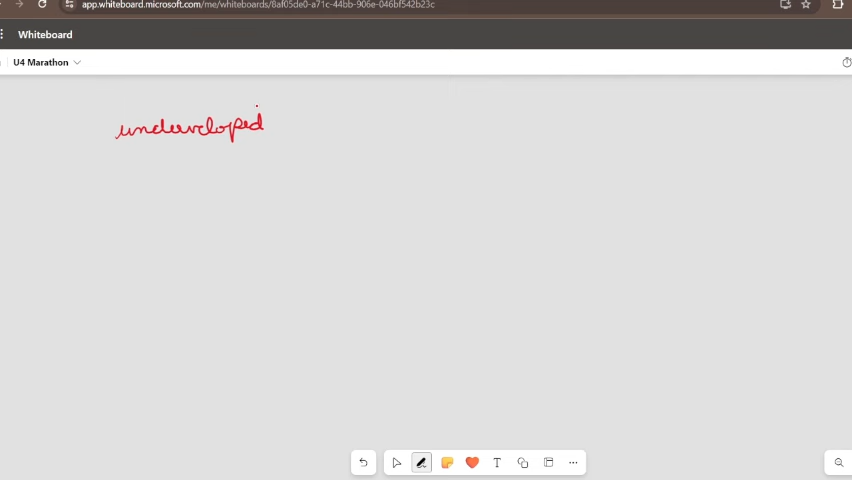 app.whiteboard.microsoft.com/me/whiteboards/8af05de0-a71c-44bb-906e-046bf542b23c
Whiteboard
U4 Marathon
undeveloped
T